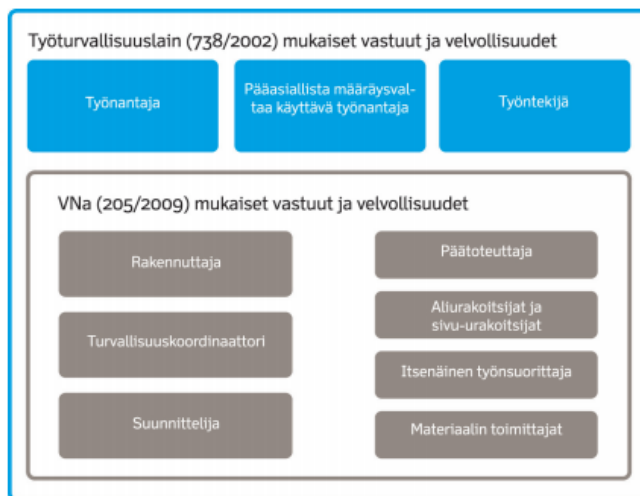 Työturvallisuuslain (738/2002) mukaiset vastuut ja velvollisuudet
Työnantaja
Pääasiallista määräysval-
taa käyttävä työnantaja
Työntekijä
VNa (205/2009) mukaiset vastuut ja velvollisuudet
Rakennuttaja
Turvallisuuskoordinaattori
Suunnittelija
Päätoteuttaja
Aliurakoitsijat ja
sivu-urakoitsijat
Itsenäinen työnsuorittaja
Materiaalin toimittajat